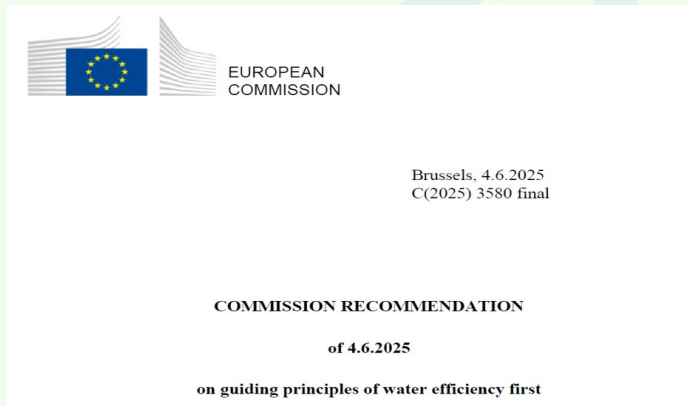 EUROPEAN
COMMISSION
Brussels, 4.6.2025
C(2025) 3580 final
COMMISSION RECOMMENDATION
of 4.6.2025
on guiding principles of water efficiency first